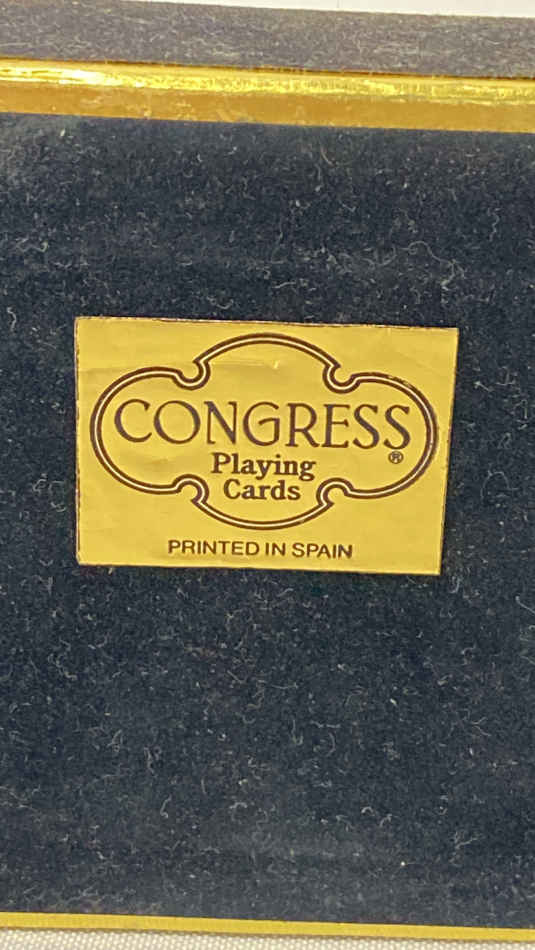 CONGRESS®
Playing
Cards
PRINTED IN SPAIN